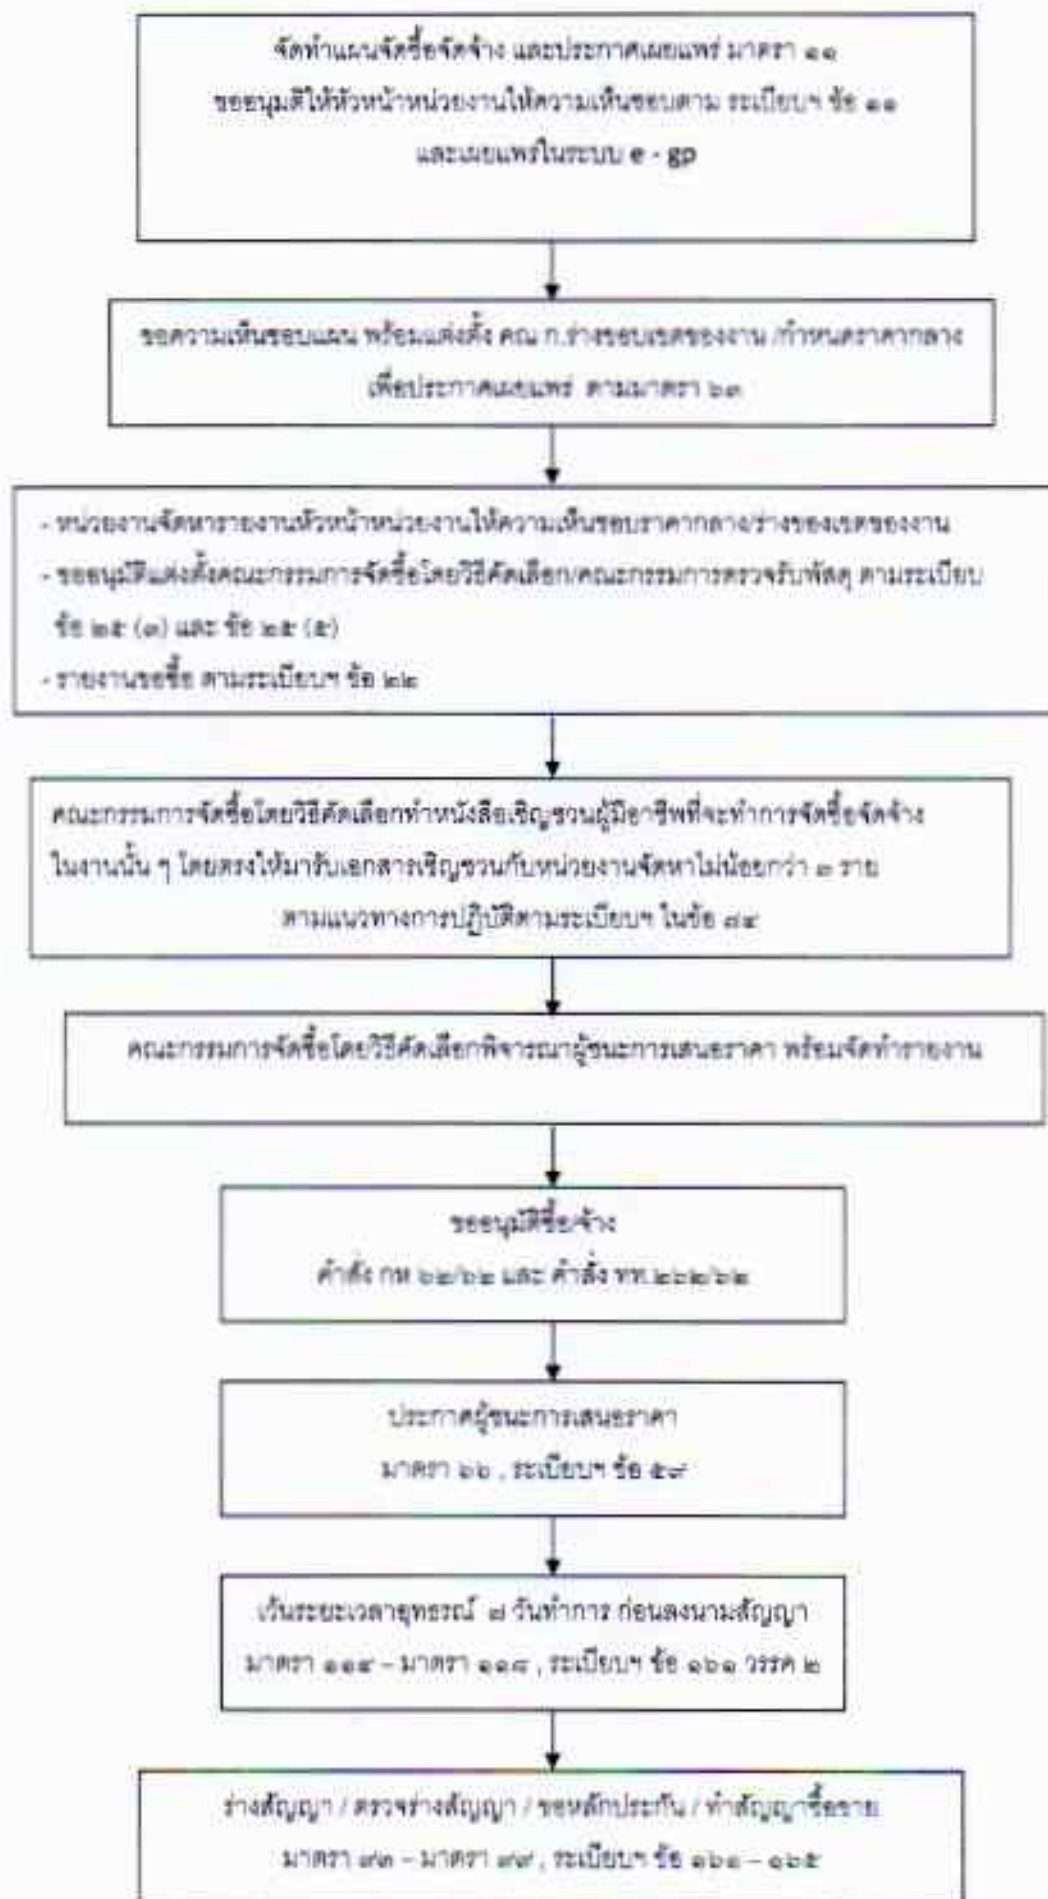 จัดทำแผนจัดซื้อจัดจ้าง และประกาศเผยแพร่ มาตรา ๑๑
ขออนุมติให้หัวหน้าหน่วยงานให้ความเห็นชอบตาม ระเบียบฯ ข้อ ๑๑
และเผยแพร่ในระบบ e - gp
ขอความเห็นชอบแผน พร้อมแต่งตั้ง คณ ก.ร่างขอบเขตของงาน /กำหนดราคากลาง
เพื่อประกาศเผยแพร่ ตามมาตรา ๖๓
- หน่วยงานจัดหารายงานหัวหน้าหน่วยงานให้ความเห็นชอบราคากลาง/ร่างของเขตของงาน
- ขออนุมัติแต่งตั้งคณะกรรมการจัดซื้อโดยวิธีคัดเลือก/คณะกรรมการตรวจรับพัสดุ ตามระเบียบ
ข้อ ๒๕ (๓) และ ข้อ ๒๕ (๕)
- รายงานขอซื้อ ตามระเบียบฯ ข้อ ๒๒
คณะกรรมการจัดซื้อโดยวิธีคัดเลือกทำหนังสือเชิญชวนผู้มีอาชีพที่จะทำการจัดซื้อจัดจ้าง
ในงานนั้น ๆ โดยตรงให้มารับเอกสารเชิญชวนกับหน่วยงานจัดหาไม่น้อยกว่า ๓ ราย
ตามแนวทางการปฏิบัติตามระเบียบฯ ในข้อ ๗๔
คณะกรรมการจัดซื้อโดยวิธีคัดเลือกพิจารณาผู้ชนะการเสนอราคา พร้อมจัดทำรายงาน
ขออนุมัติซื้อ/จ้าง
คำสั่ง กห ๖๒/๖๒ และ คำสั่ง ทท.๒๖๒/๖๒
ประกาศผู้ชนะการเสนอราคา
มาตรา ๖๖ , ระเบียบฯ ข้อ ๕๙
เว้นระยะเวลาอุทธรณ์ ๗ วันทำการ ก่อนลงนามสัญญา
มาตรา ๑๑๔ – มาตรา ๑๑๘ , ระเบียบฯ ข้อ ๑๖๑ วรรค ๒
ร่างสัญญา / ตรวจร่างสัญญา / ขอหลักประกัน / ทำสัญญาซื้อขาย
มาตรา ๙๓ – มาตรา ๙๙ , ระเบียบฯ ข้อ ๑๖๑ – ๑๖๕